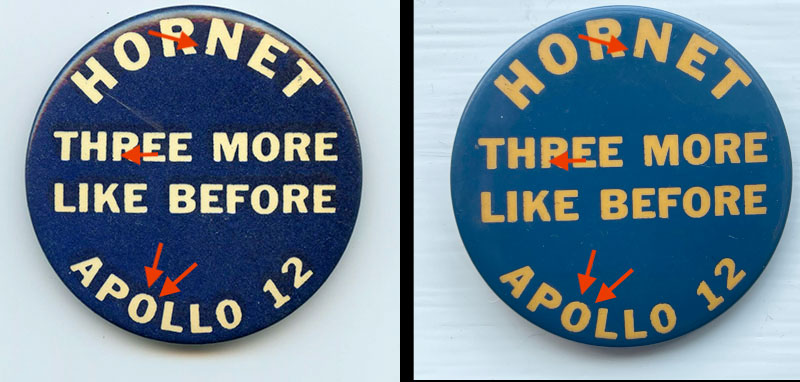 HORNET
THREE MORE
LIKE BEFORE
APOLLO 12
HORNET
THREE MORE
LIKE BEFORE
APOLLO 12